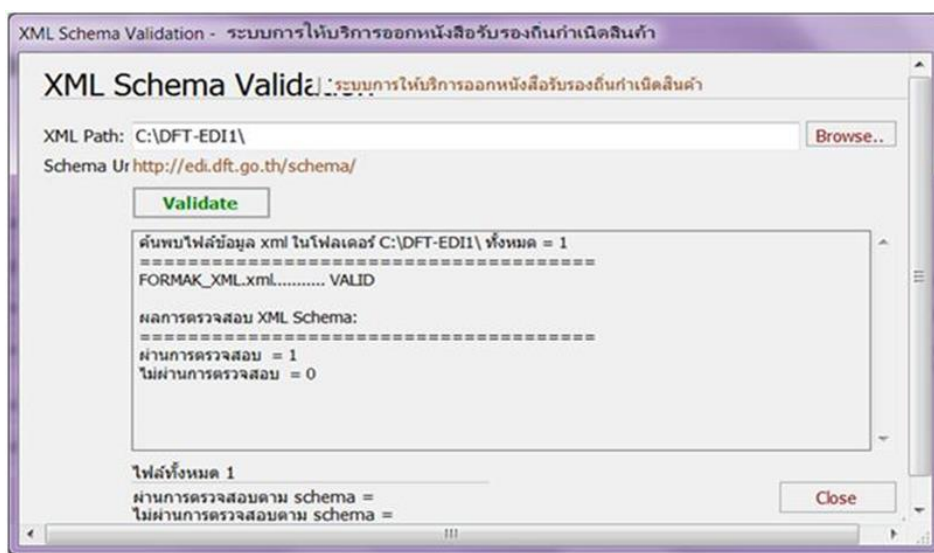 XML Schema Validation - ระบบการให้บริการออกหนังสือรับรองถิ่นกำเนิดสินค้า
XML Schema Valida
ระบบการให้บริการออกหนังสือรับรองถิ่นกำเนิดสินค้า
XML Path: C:\DFT-EDI1\ Browse..
Schema Ur http://edi.dft.go.th/schema/
Validate
ค้นพบไฟล์ข้อมูล xml ในโฟลเดอร์ C:\DFT-EDI1\ ทั้งหมด = 1
======================================
FORMAK_XML.xml........... VALID
ผลการตรวจสอบ XML Schema:
======================================
ผ่านการตรวจสอบ = 1
ไม่ผ่านการตรวจสอบ = 0
ไฟล์ทั้งหมด 1
ผ่านการตรวจสอบตาม schema =
ไม่ผ่านการตรวจสอบตาม schema =
Close